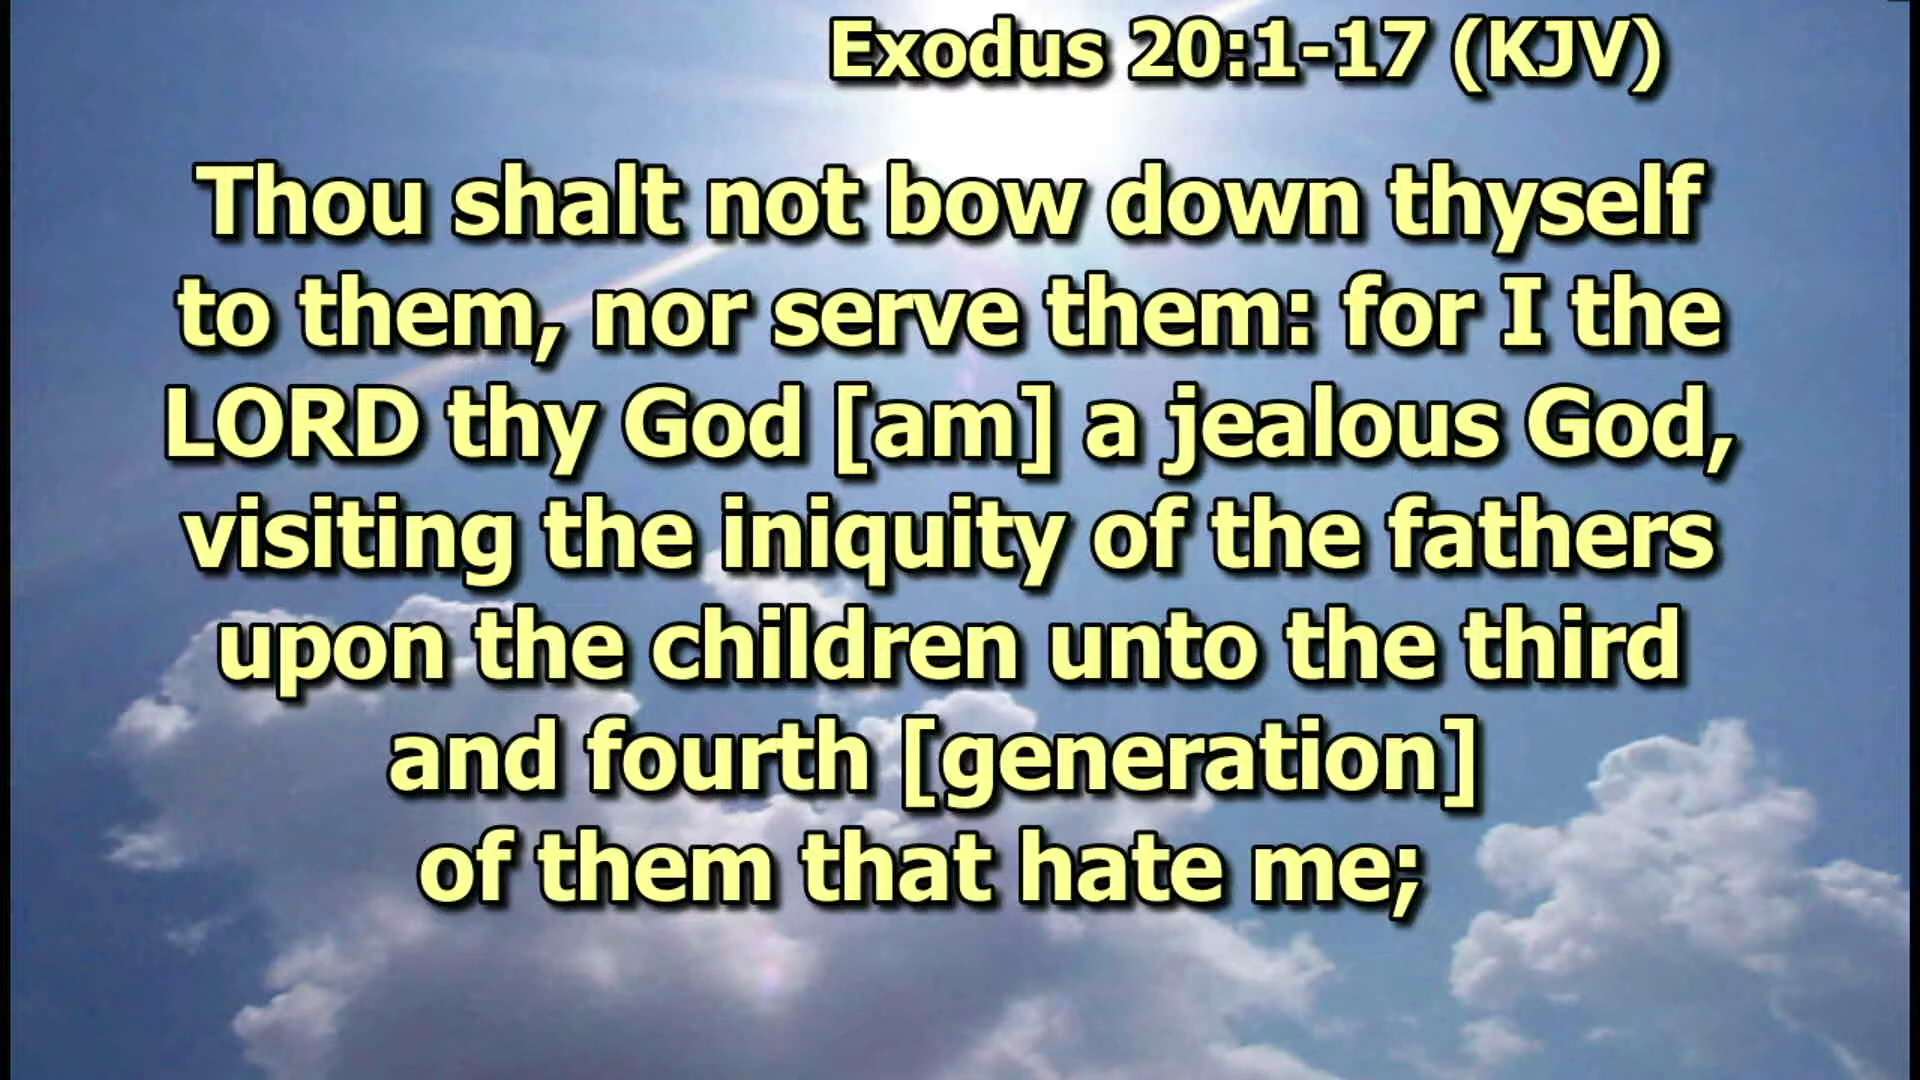 Exodus 20:1-17 (KJV)
Thou shalt not bow down thyself
to them, nor serve them: for I the
LORD thy God [am] a jealous God,
visiting the iniquity of the fathers
upon the children unto the third
and fourth [generation]
of them that hate me;